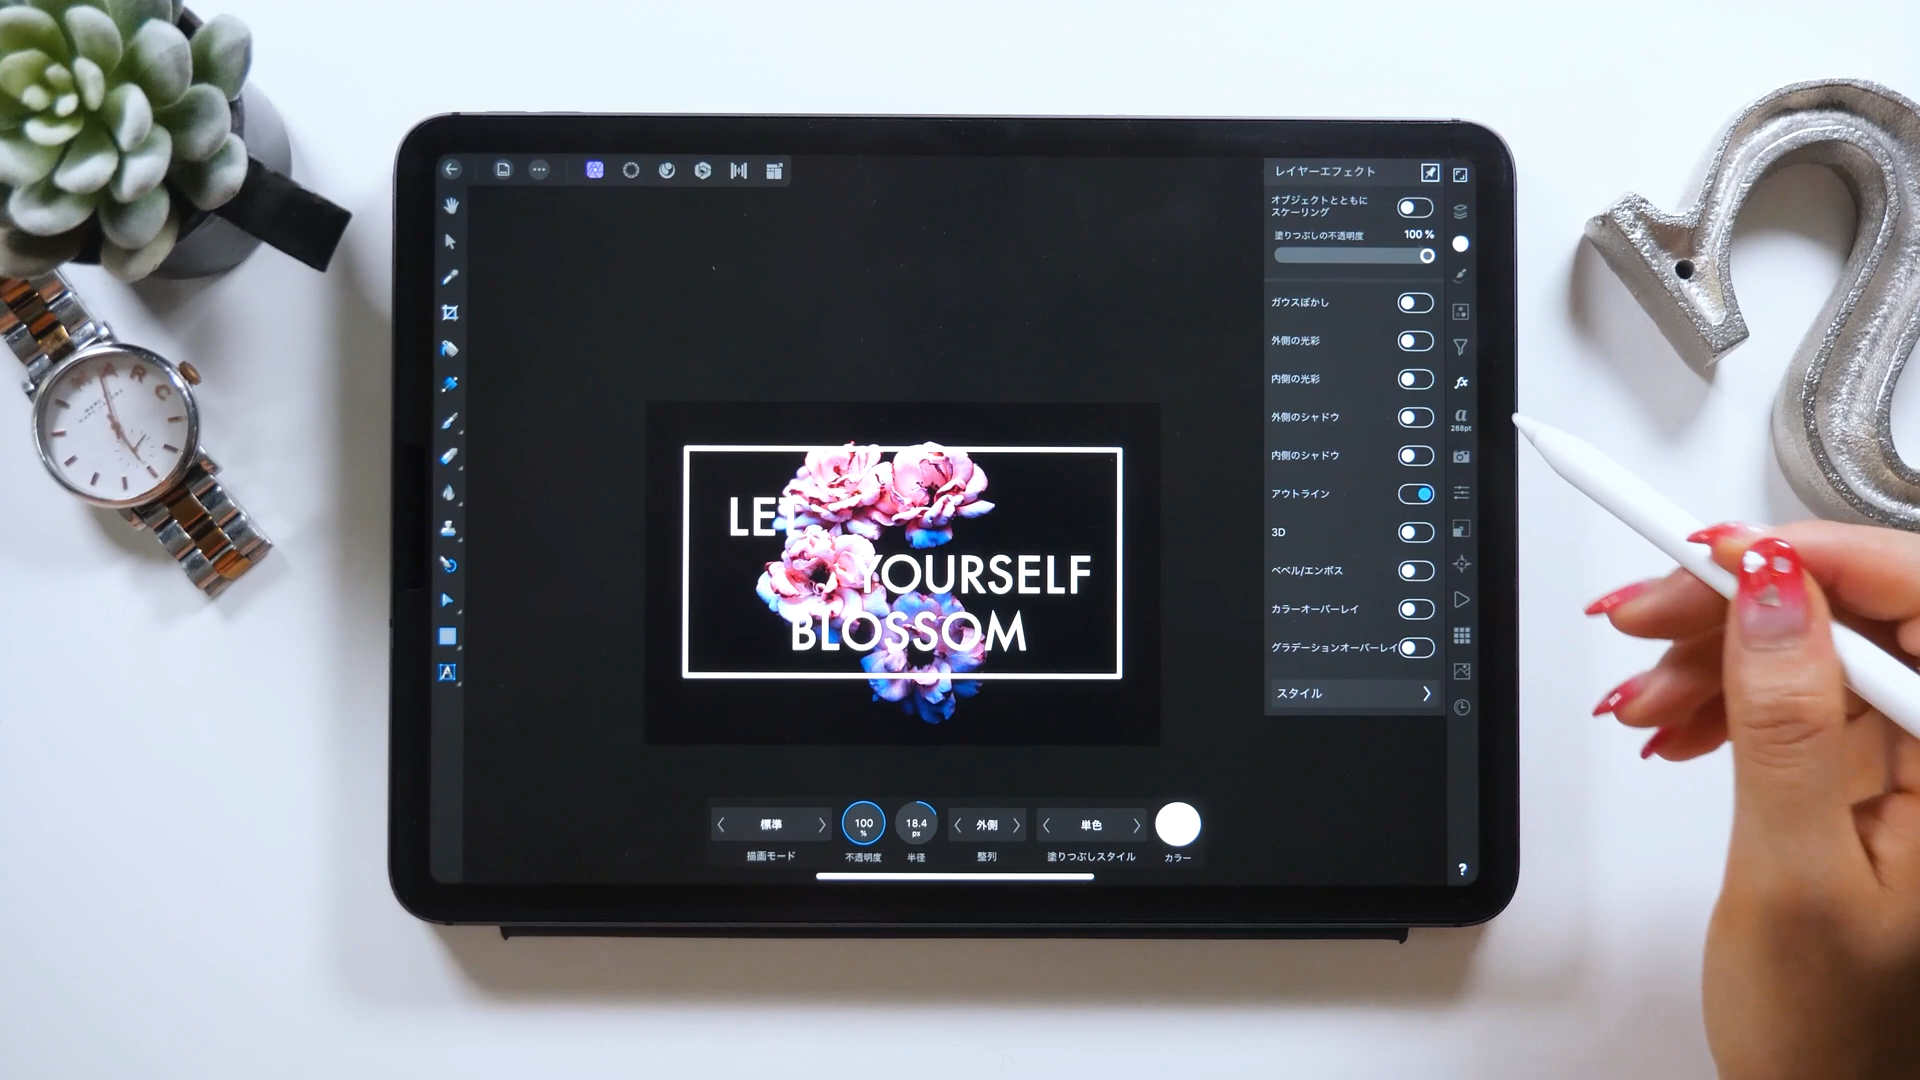 レイヤーエフェクト
オブジェクトとともに
スケーリング
塗りつぶしの不透明度 100 %
ガウスぼかし
外側の光彩
内側の光彩
外側のシャドウ
内側のシャドウ
アウトライン
3D
ベベル/エンボス
カラーオーバーレイ
グラデーションオーバーレイ
スタイル
fx
a
288pt
LET
YOURSELF
BLOSSOM
標準
100
%
18.4
px
外側
単色
描画モード
不透明度
半径
整列
塗りつぶしスタイル
カラー
?
A
MARC